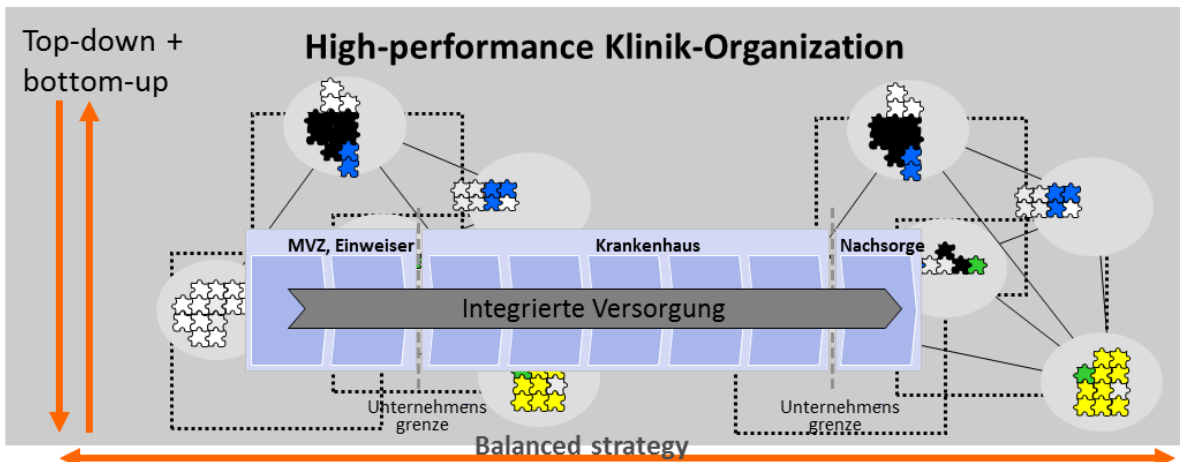 Top-down +
bottom-up
High-performance Klinik-Organization
MVZ, Einweiser
Krankenhaus
Nachsorge
Integrierte Versorgung
Unternehmens
grenze
Unternehmens
grenze
Balanced strategy